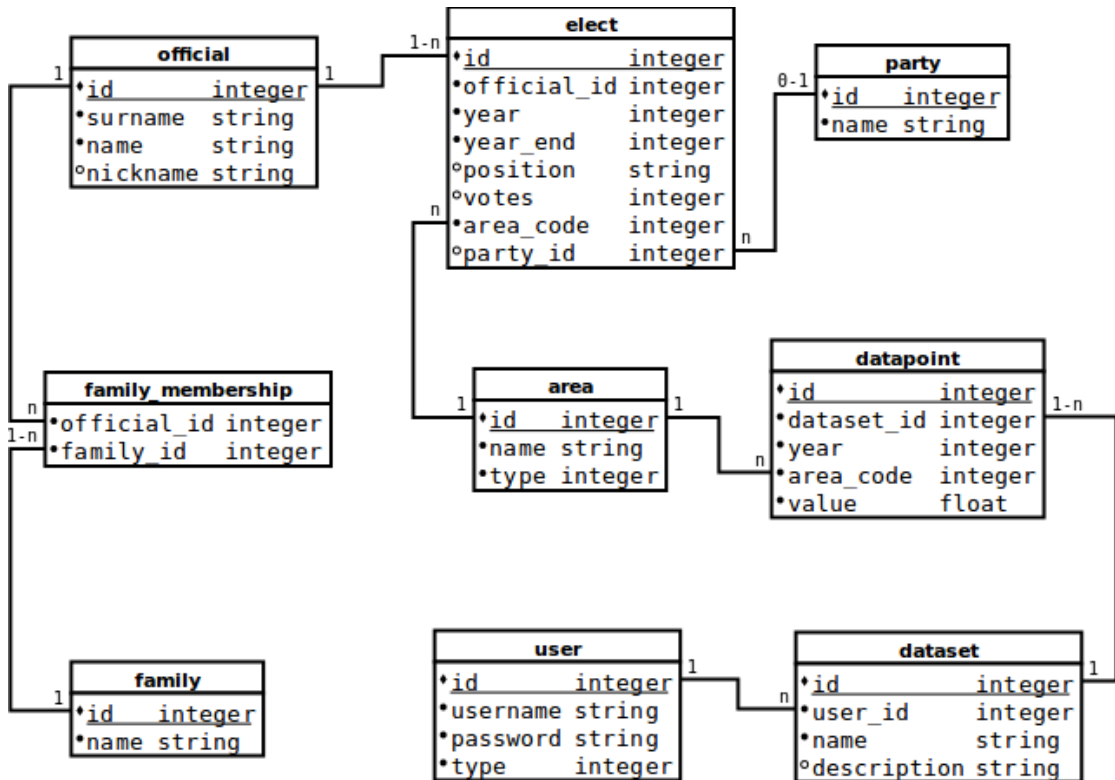 official
id integer
surname string
name string
nickname string
elect
id integer
official_id integer
year integer
year_end integer
position string
votes integer
area_code integer
party_id integer
party
id integer
name string
1
1
1-n
0-1
n
n
family_membership
official_id integer
family_id integer
n
1-n
area
id integer
name string
type integer
1
1
datapoint
id integer
dataset_id integer
year integer
area_code integer
value float
1-n
n
family
id integer
name string
1
user
id integer
username string
password string
type integer
1
dataset
id integer
user_id integer
name string
description string
n
1